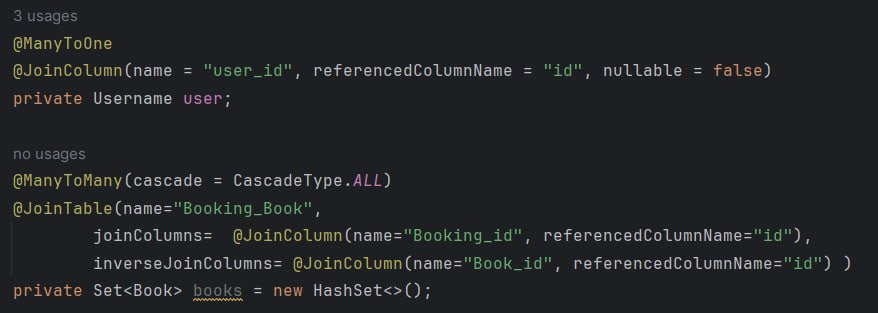 3 usages
@ManyToOne
@JoinColumn(name = "user_id", referencedColumnName = "id", nullable = false)
private Username user;
no usages
@ManyToMany(cascade = CascadeType.ALL)
@JoinTable(name="Booking_Book",
joinColumns=  @JoinColumn(name="Booking_id", referencedColumnName="id"),
inverseJoinColumns= @JoinColumn(name="Book_id", referencedColumnName="id") )
private Set<Book> books = new HashSet<>();